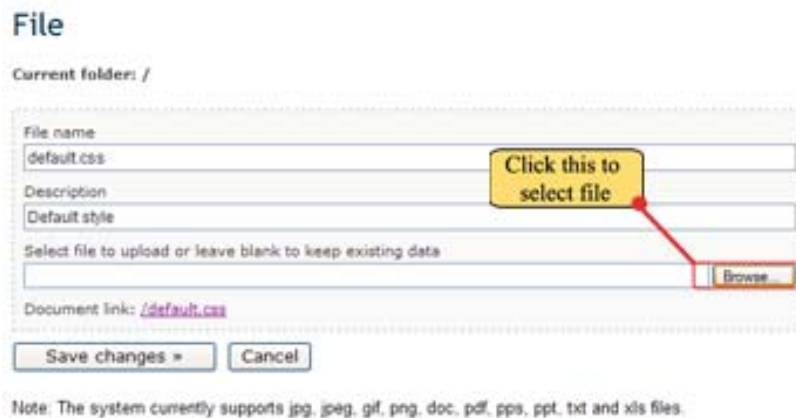 File
Current folder: /
File name
default.css
Click this to
select file
Description
Default style
Select file to upload or leave blank to keep existing data
Browse...
Document link: /default.css
Save changes »
Cancel
Note: The system currently supports jpg, jpeg, gif, png, doc, pdf, pps, ppt, txt and xls files.